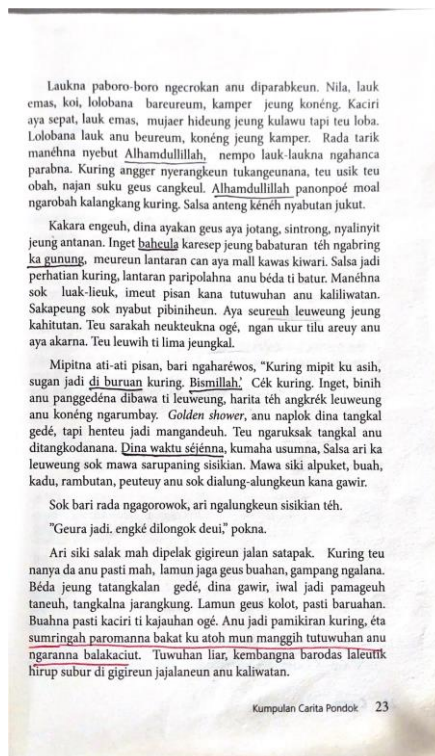 Laukna paboro-boro ngecrokan anu diparabkeun. Nila, lauk
emas, koi, lolobana bareureum, kamper jeung konéng. Kaciri
aya sepat, lauk emas, mujaer hideung jeung kulawu tapi teu loba.
Lolobana lauk anu beureum, konéng jeung kamper. Rada tarik
manéhna nyebut Alhamdullillah, nempo lauk-laukna ngahanca
parabna. Kuring angger nyerangkeun tukangeunana, teu usik teu
obah, najan suku geus cangkeul. Alhamdullillah panonpoé moal
ngarobah kalangkang kuring. Salsa anteng kénéh nyabutan jukut.
Kakara engeuh, dina ayakan geus aya jotang, sintrong, nyalinyit
jeung antanan. Inget baheula karesep jeung babaturan téh ngabring
ka gunung, meureun lantaran can aya mall kawas kiwari. Salsa jadi
perhatian kuring, lantaran paripolahna anu béda ti batur. Manéhna
sok luak-lieuk, imeut pisan kana tutuwuhan anu kaliliwatan.
Sakapeung sok nyabut pibiniheun. Aya seureuh leuweung jeung
kahitutan. Teu sarakah neukteukna ogé, ngan ukur tilu areuy anu
aya akarna. Teu leuwih ti lima jeungkal.
Mipitna ati-ati pisan, bari ngaharéwos, "Kuring mipit ku asih,
sugan jadi di buruan kuring. Bismillah.' Cék kuring. Inget, binih
anu panggedéna dibawa ti leuweung, harita téh angkrék leuweung
anu konéng ngarumbay. Golden shower, anu naplok dina tangkal
gedé, tapi henteu jadi mangandeuh. Teu ngaruksak tangkal anu
ditangkodanana. Dina waktu séjénna, kumaha usumna, Salsa ari ka
leuweung sok mawa sarupaning sisikian. Mawa siki alpuket, buah,
kadu, rambutan, peuteuy anu sok dialung-alungkeun kana gawir.
Sok bari rada ngagorowok, ari ngalungkeun sisikian téh.
"Geura jadi. engké dilongok deui," pokna.
Ari siki salak mah dipelak gigireun jalan satapak. Kuring teu
nanya da anu pasti mah, lamun jaga geus buahan, gampang ngalana.
Béda jeung tatangkalan gedé, dina gawir, iwal jadi pamageuh
taneuh, tangkalna jarangkung. Lamun geus kolot, pasti baruahan.
Buahna pasti kaciri ti kajauhan ogé. Anu jadi pamikiran kuring, éta
sumringah paromanna bakat ku atoh mun manggih tutuwuhan anu
ngaranna balakaciut. Tuwuhan liar, kembangna barodas laleutik
hirup subur di gigireun jajalaneun anu kaliwatan.
Kumpulan Carita Pondok 23